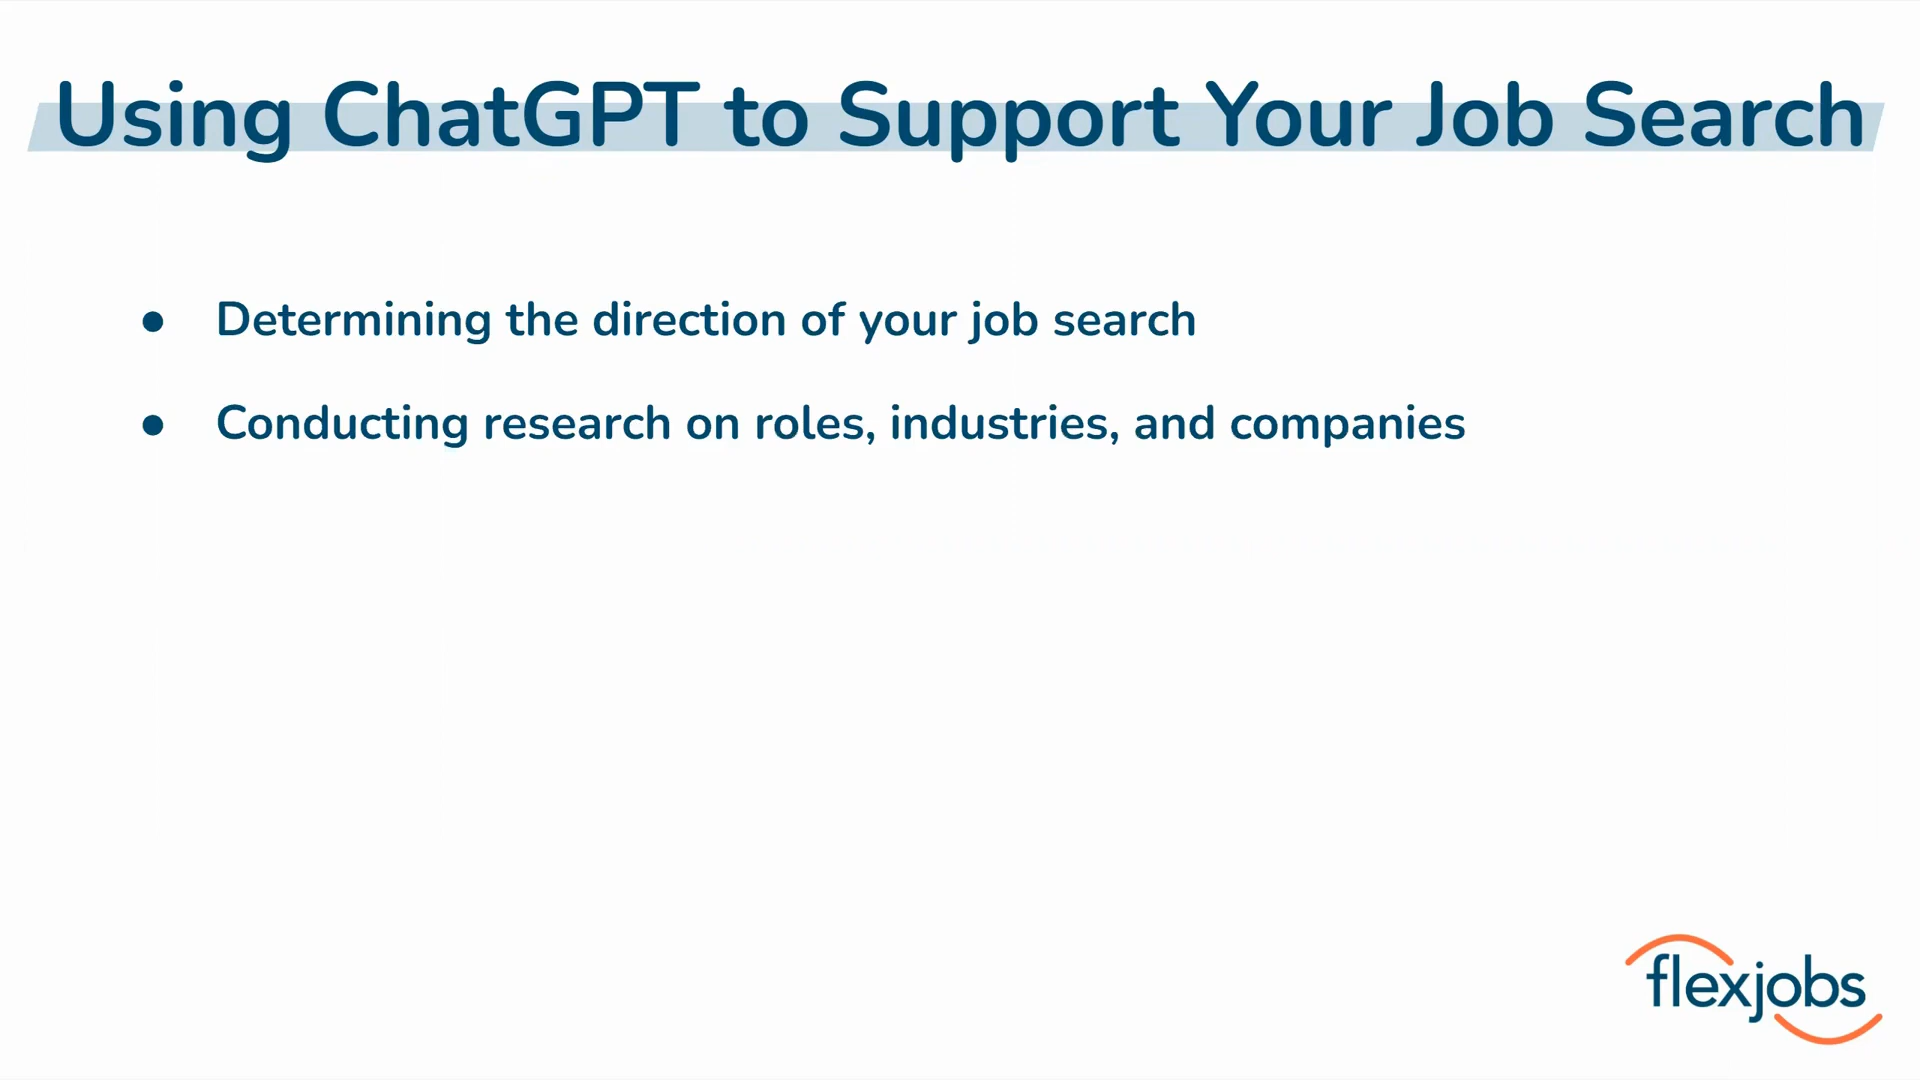 Using ChatGPT to Support Your Job Search
● Determining the direction of your job search
● Conducting research on roles, industries, and companies
flexjobs